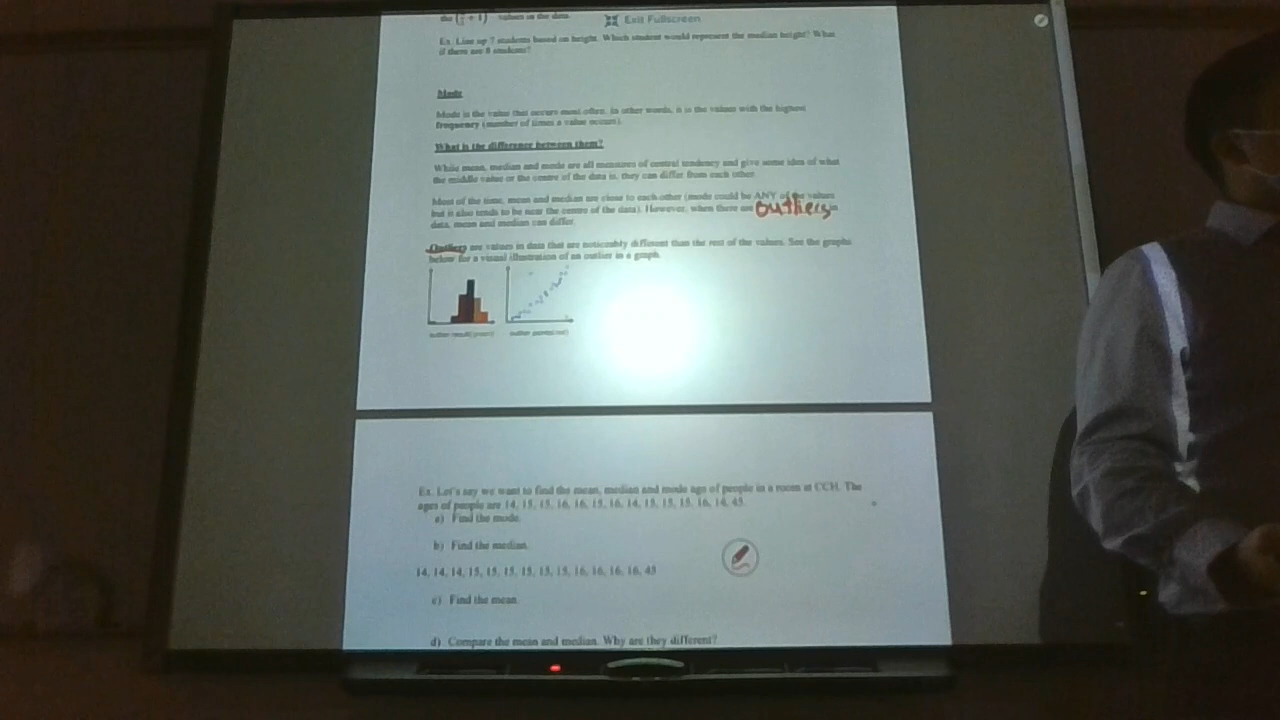 the (n/2 + 1) values in the data.
Exit Fullscreen
Ex. Line up 7 students based on height. Which student would represent the median height? What
if there are 8 students?
Mode
Mode is the value that occurs most often. In other words, it is the values with the highest
frequency (number of times a value occurs).
What is the difference between them?
While mean, median and mode are all measures of central tendency and give some idea of what
the middle value or the centre of the data is, they can differ from each other.
Most of the time, mean and median are close to each other (mode could be ANY of the values
but is also tends to be near the centre of the data). However, when there are outliers in
data, mean and median can differ.
Outliers are values in data that are noticeably different than the rest of the values. See the graphs
below for a visual illustration of an outlier in a graph.
Ex. Let's say we want to find the mean, median and mode age of people in a room at CCH. The
ages of people are 14, 15, 15, 16, 16, 15, 16, 14, 15, 15, 15, 16, 14, 45.
a) Find the mode.
b) Find the median.
14, 14, 14, 15, 15, 15, 15, 15, 15, 16, 16, 16, 16, 45
c) Find the mean.
d) Compare the mean and median. Why are they different?